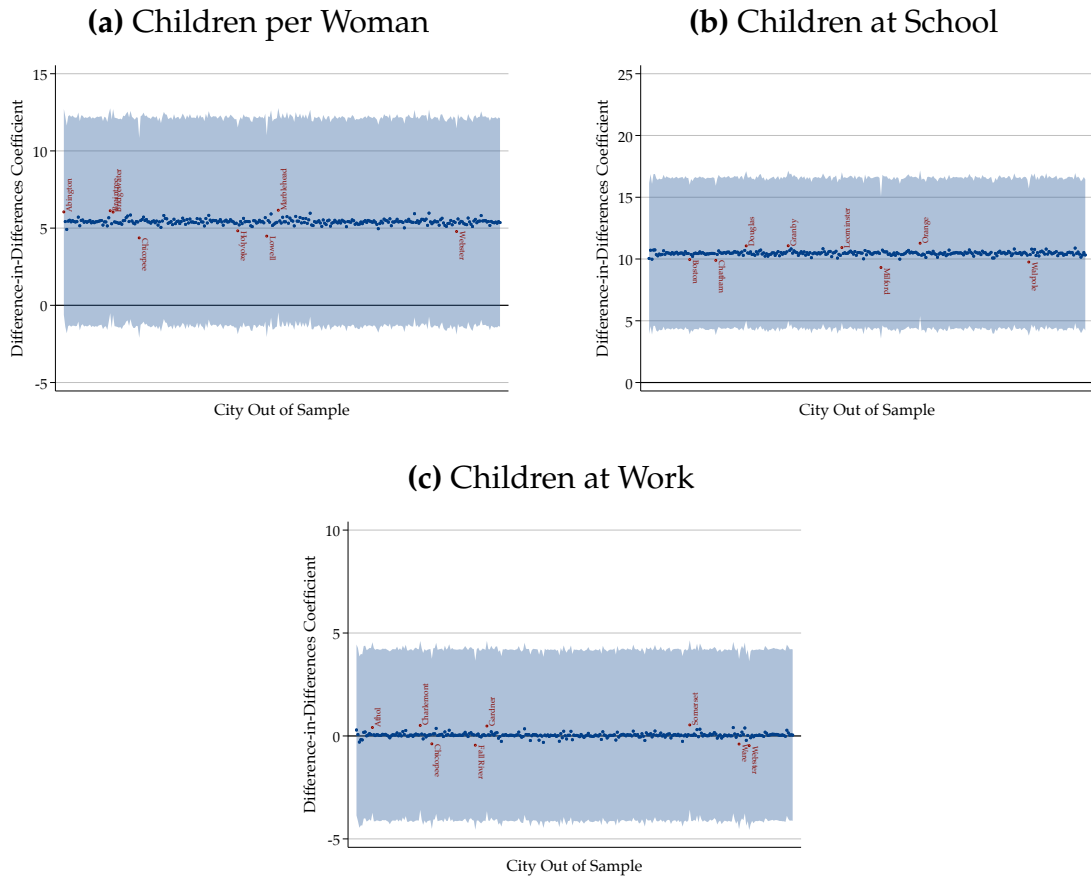 (a) Children per Woman
Difference-in-Differences Coefficient
15
10
5
0
-5
Abington
Bridgewater
Chicopee
Holyoke
Lowell
Marblehead
Webster
City Out of Sample
(b) Children at School
Difference-in-Differences Coefficient
25
20
15
10
5
0
Boston
Chatham
Douglas
Granby
Leominster
Milford
Orange
Walpole
City Out of Sample
(c) Children at Work
Difference-in-Differences Coefficient
10
5
0
-5
Athol
Charlemont
Chicopee
Fall River
Gardner
Somerset
Ware
Webster
City Out of Sample